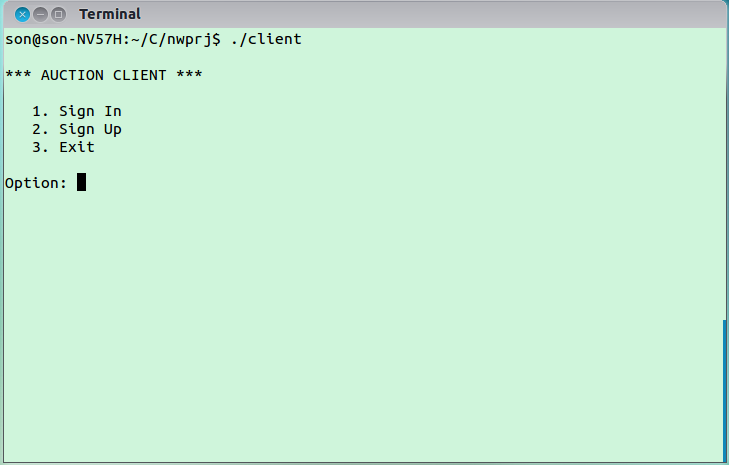 Terminal
son@son-NV57H:~/C/nwprj$ ./client
*** AUCTION CLIENT ***
1. Sign In
2. Sign Up
3. Exit
Option: